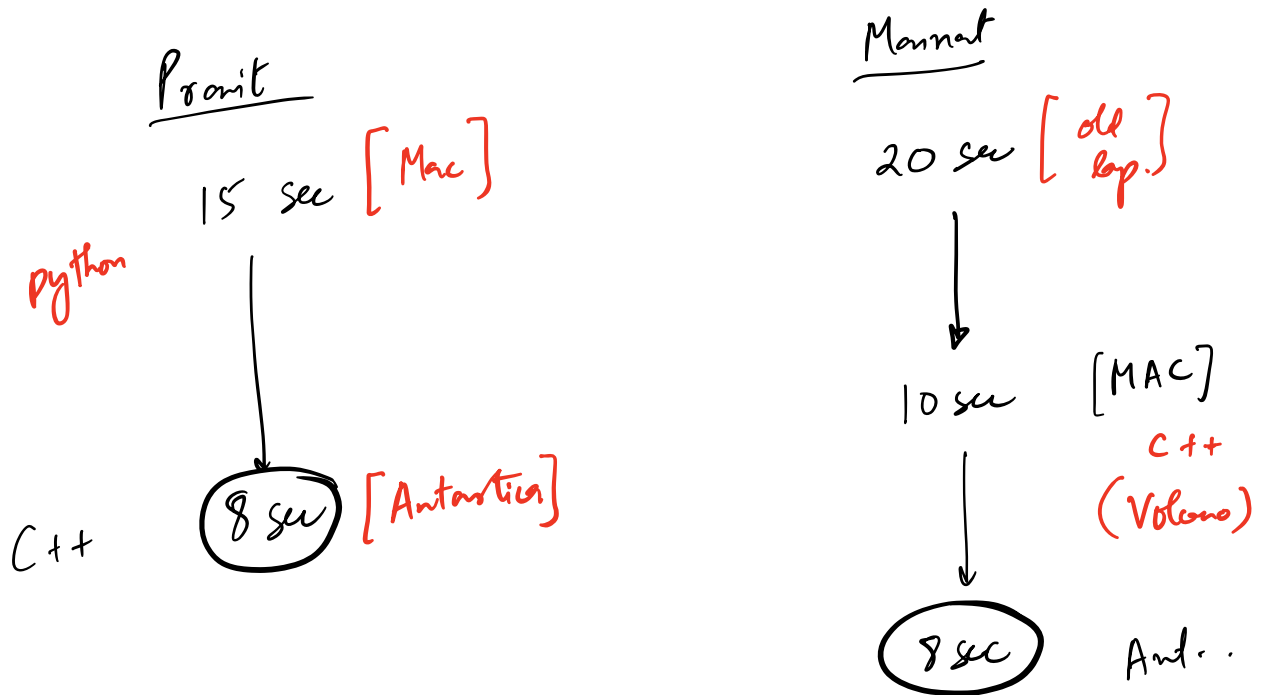 Pronit
15 sec [Mac]
python
8 sec [Antartica]
C++
Mannat
20 sec [old lap.]
10 sec [MAC]
C++
(Volcano)
8 sec Ant..